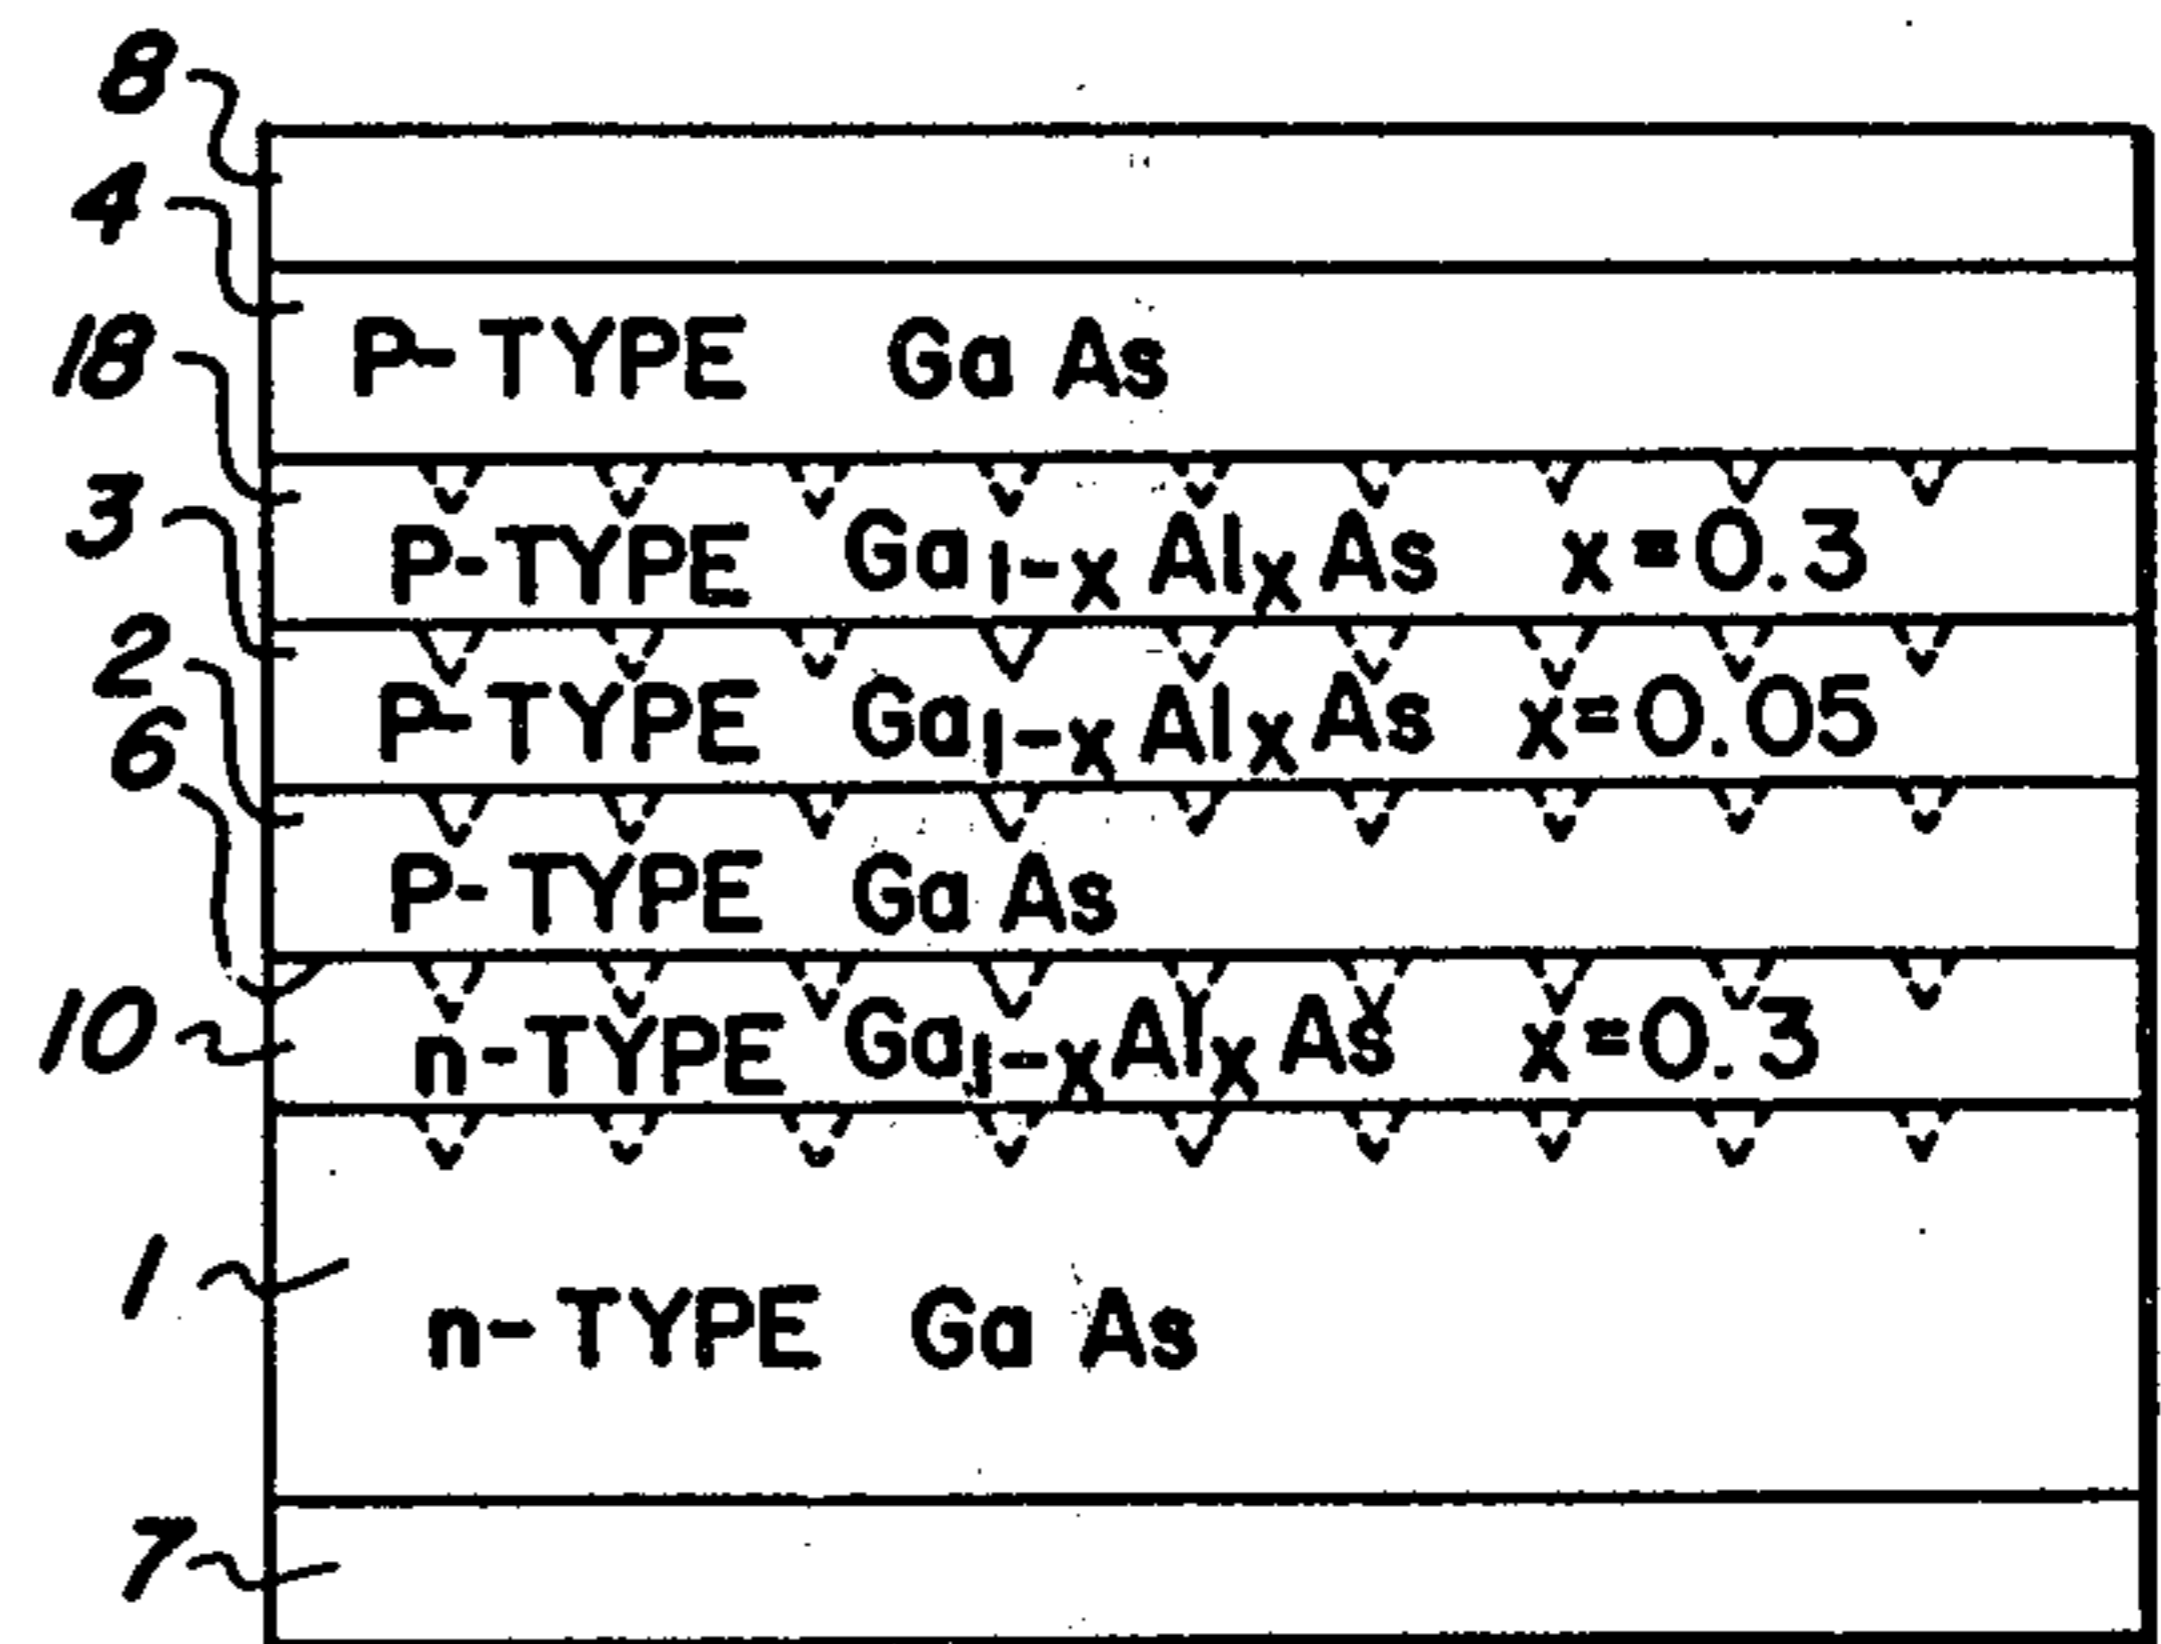 8
4
P-TYPE Ga As
18
P-TYPE Ga1-x Alx As x=0.3
3
P-TYPE Ga1-x Alx As x=0.05
2
P-TYPE Ga As
6
10
n-TYPE Ga1-x Alx As x=0.3
1
n-TYPE Ga As
7